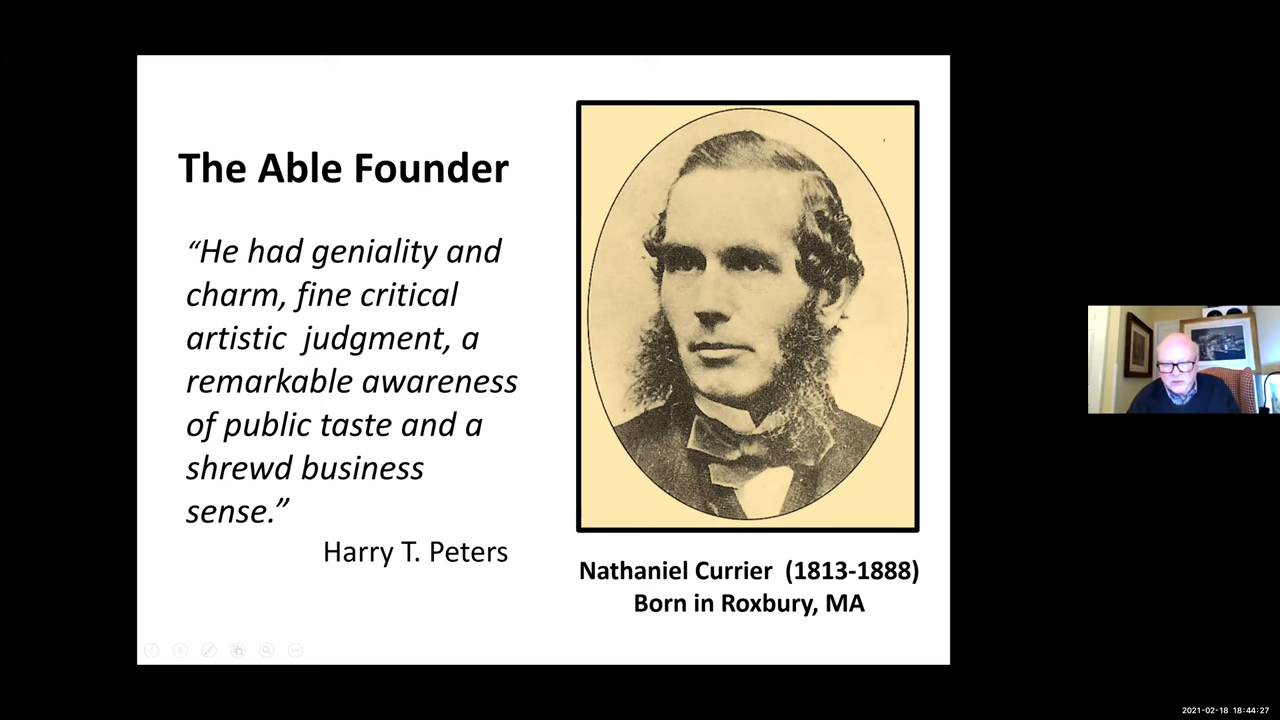 The Able Founder
“He had geniality and
charm, fine critical
artistic  judgment, a
remarkable awareness
of public taste and a
shrewd business
sense.”
Harry T. Peters
Nathaniel Currier  (1813-1888)
Born in Roxbury, MA
2021-02-18 18:44:27